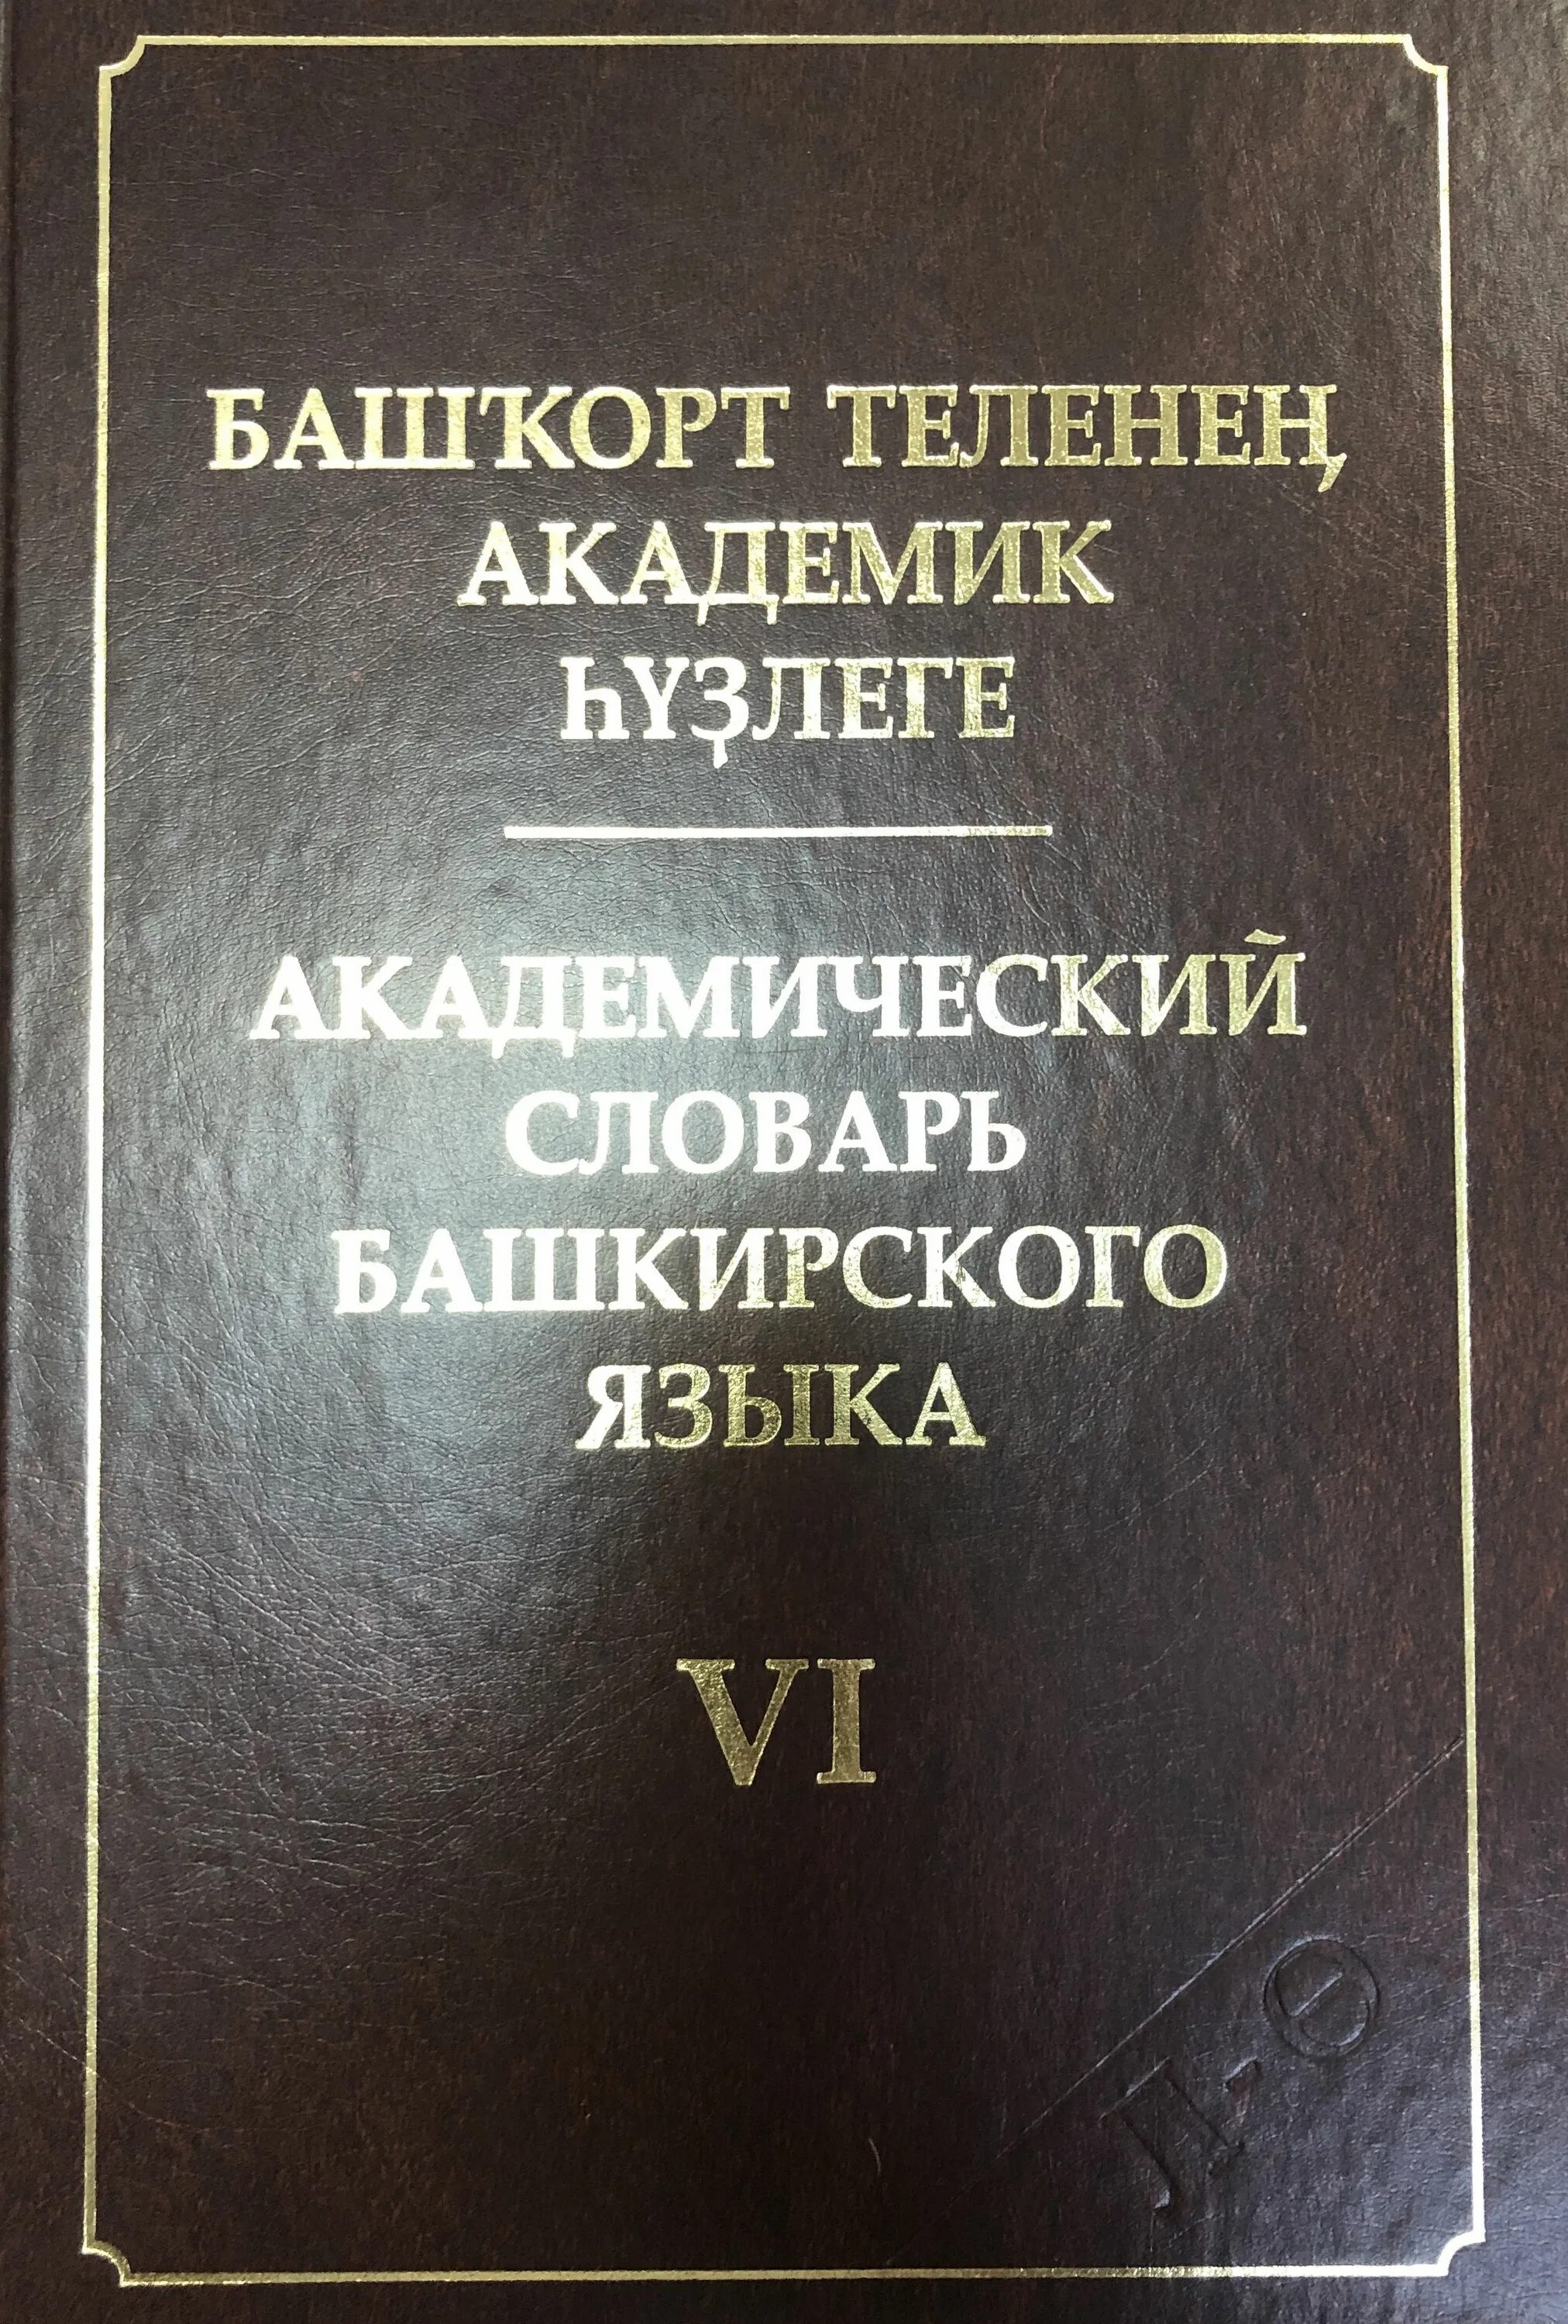 БАШҠОРТ ТЕЛЕНЕҢ
АКАДЕМИК
ҺҮҘЛЕГЕ
АКАДЕМИЧЕСКИЙ
СЛОВАРЬ
БАШКИРСКОГО
ЯЗЫКА
VI
Л-Ө